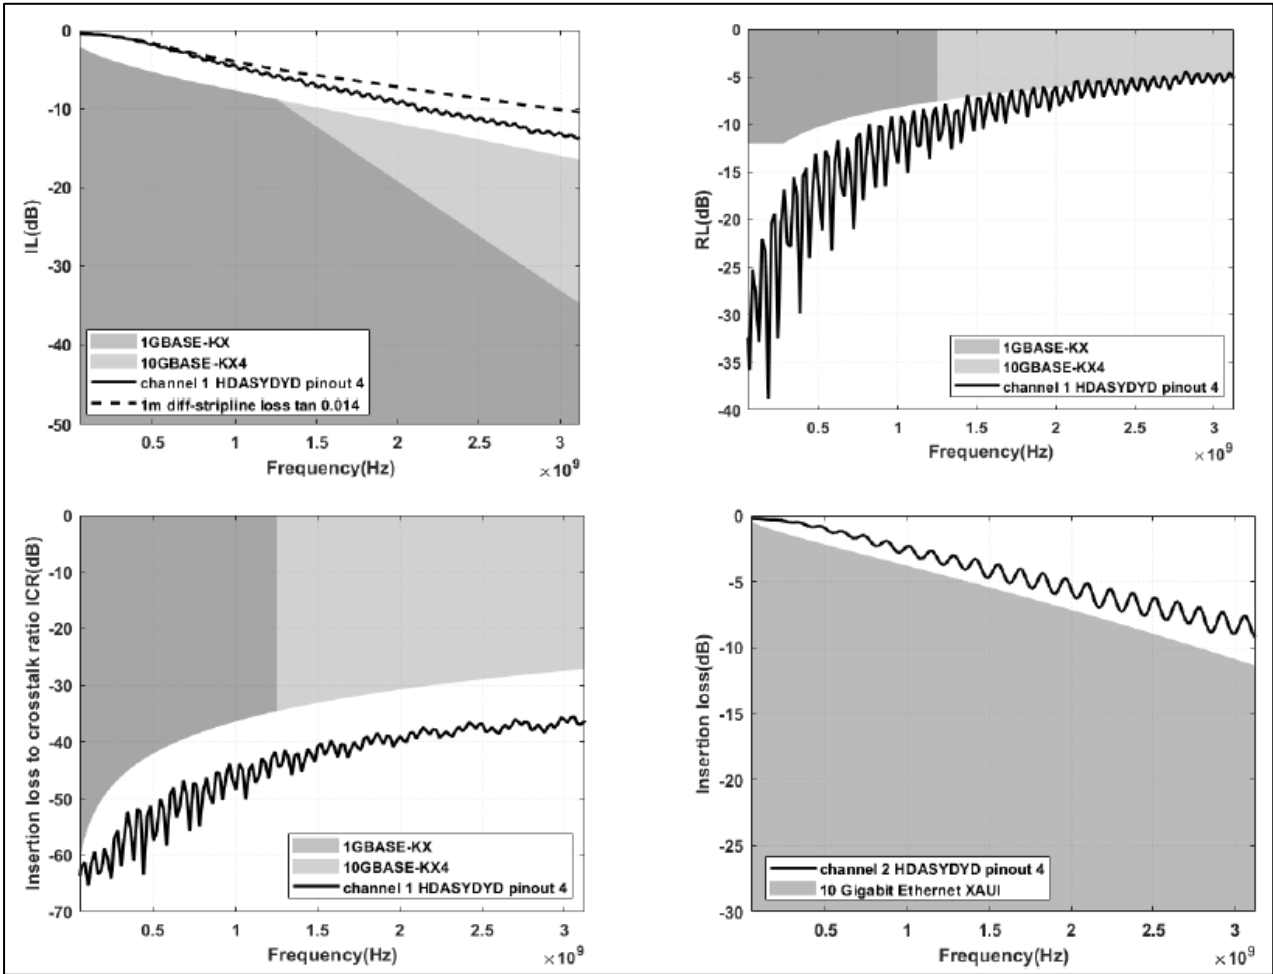 0
-10
-20
-30
-40
-50
IL(dB)
1GBASE-KX
10GBASE-KX4
channel 1 HDASYDYD pinout 4
1m diff-stripline loss tan 0.014
0.5 1 1.5 2 2.5 3
Frequency(Hz)
×10⁹
0
-5
-10
-15
-20
-25
-30
-35
-40
RL(dB)
1GBASE-KX
10GBASE-KX4
channel 1 HDASYDYD pinout 4
0.5 1 1.5 2 2.5 3
Frequency(Hz)
×10⁹
0
-10
-20
-30
-40
-50
-60
-70
Insertion loss to crosstalk ratio ICR(dB)
1GBASE-KX
10GBASE-KX4
channel 1 HDASYDYD pinout 4
0.5 1 1.5 2 2.5 3
Frequency(Hz)
×10⁹
0
-5
-10
-15
-20
-25
-30
Insertion loss(dB)
channel 2 HDASYDYD pinout 4
10 Gigabit Ethernet XAUI
0.5 1 1.5 2 2.5 3
Frequency(Hz)
×10⁹